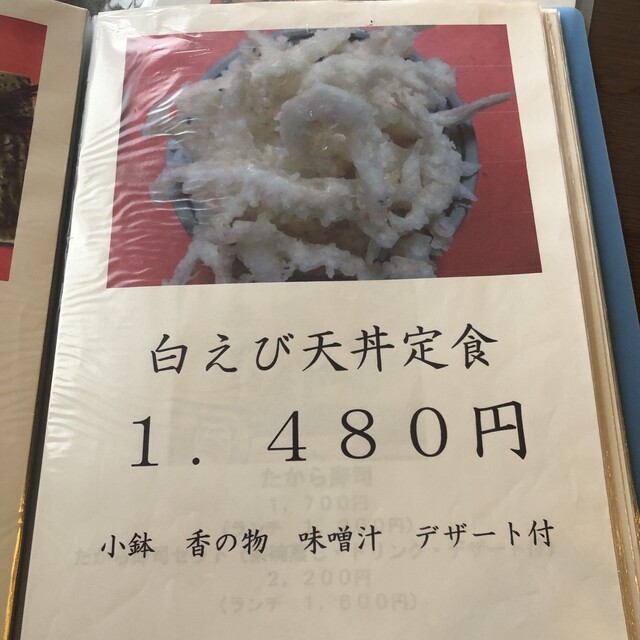 白えび天丼定食
１．４８０円
たから寿司
１，７００円
小鉢　香の物　味噌汁　デザート付
２，２００円
（ランチ　１，６００円）